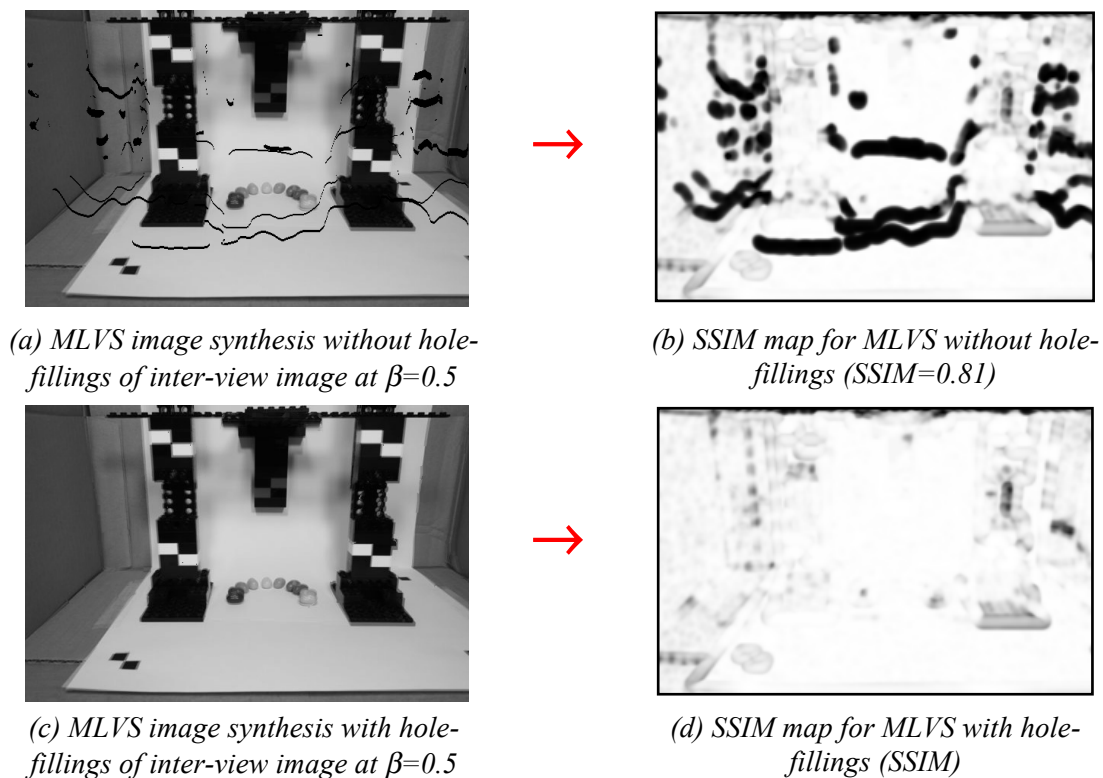 (a) MLVS image synthesis without hole-
fillings of inter-view image at β=0.5
(b) SSIM map for MLVS without hole-
fillings (SSIM=0.81)
(c) MLVS image synthesis with hole-
fillings of inter-view image at β=0.5
(d) SSIM map for MLVS with hole-
fillings (SSIM)